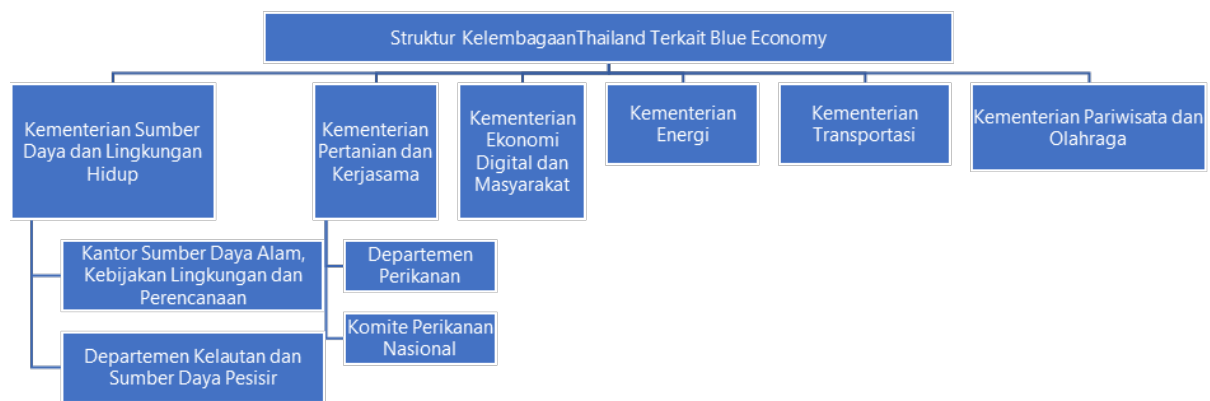 Struktur KelembagaanThailand Terkait Blue Economy
Kementerian Sumber
Daya dan Lingkungan
Hidup
Kementerian
Pertanian dan
Kerjasama
Kementerian
Ekonomi
Digital dan
Masyarakat
Kementerian
Energi
Kementerian
Transportasi
Kementerian Pariwisata dan
Olahraga
Kantor Sumber Daya Alam,
Kebijakan Lingkungan dan
Perencanaan
Departemen Kelautan dan
Sumber Daya Pesisir
Departemen
Perikanan
Komite Perikanan
Nasional